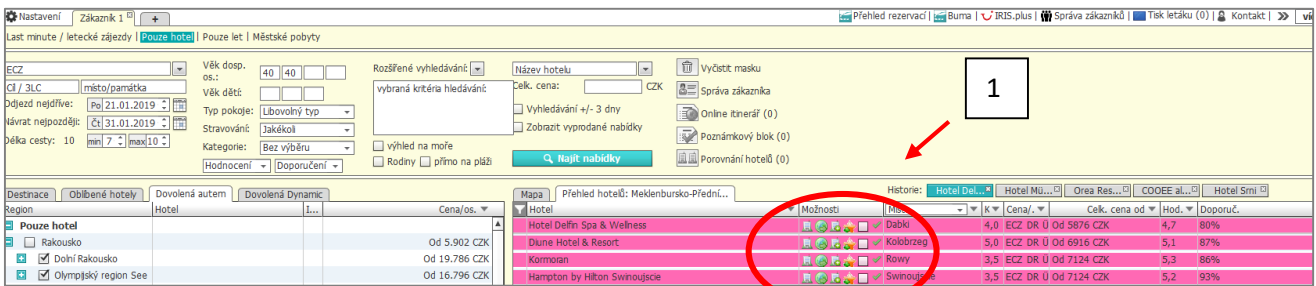 Nastavení Zákazník 1 + Přehled rezervací | Buma | IRIS.plus | Správa zákazníků | Tisk letáku (0) | Kontakt | >>
Last minute / letecké zájezdy | Pouze hotel | Pouze let | Městské pobyty
ECZ Věk dosp. os.: 40 40 Rozšířené vyhledávání: Název hotelu Vyčistit masku
Cíl / 3LC místo/památka Věk dětí: vybraná kritéria hledávání: Celk. cena: CZK Správa zákazníka 1
Odjezd nejdříve: Po 21.01.2019 Typ pokoje: Libovolný typ Vyhledávání +/- 3 dny Online itinerář (0)
Návrat nejpozději: Čt 31.01.2019 Stravování: Jakékoli Zobrazit vyprodané nabídky Poznámkový blok (0)
Délka cesty: 10 min 7 max 10 Kategorie: Bez výběru výhled na moře Najít nabídky Porovnání hotelů (0)
Hodnocení Doporučení Rodiny přímo na pláži
Destinace Oblíbené hotely Dovolená autem Dovolená Dynamic Mapa Přehled hotelů: Meklenbursko-Přední... Historie: Hotel Del... Hotel Mü... Orea Res... COOEE al... Hotel Srni
Region Hotel I... Cena/os. Hotel Možnosti K Cena/. Celk. cena od Hod. Doporuč.
Pouze hotel Hotel Delfin Spa & Wellness Dabki 4,0 ECZ DR Ú Od 5876 CZK 4,7 80%
Rakousko Od 5.902 CZK Diune Hotel & Resort Kolobrzeg 5,0 ECZ DR Ú Od 6916 CZK 5,1 87%
Dolní Rakousko Od 19.786 CZK Kormoran Rowy 3,5 ECZ DR Ú Od 7124 CZK 5,3 86%
Olympijský region See Od 16.796 CZK Hampton by Hilton Swinoujscie Swinoujscie 3,5 ECZ DR Ú Od 7124 CZK 5,2 93%